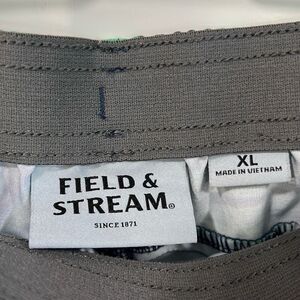 FIELD &
STREAM®
SINCE 1871
XL
MADE IN VIETNAM